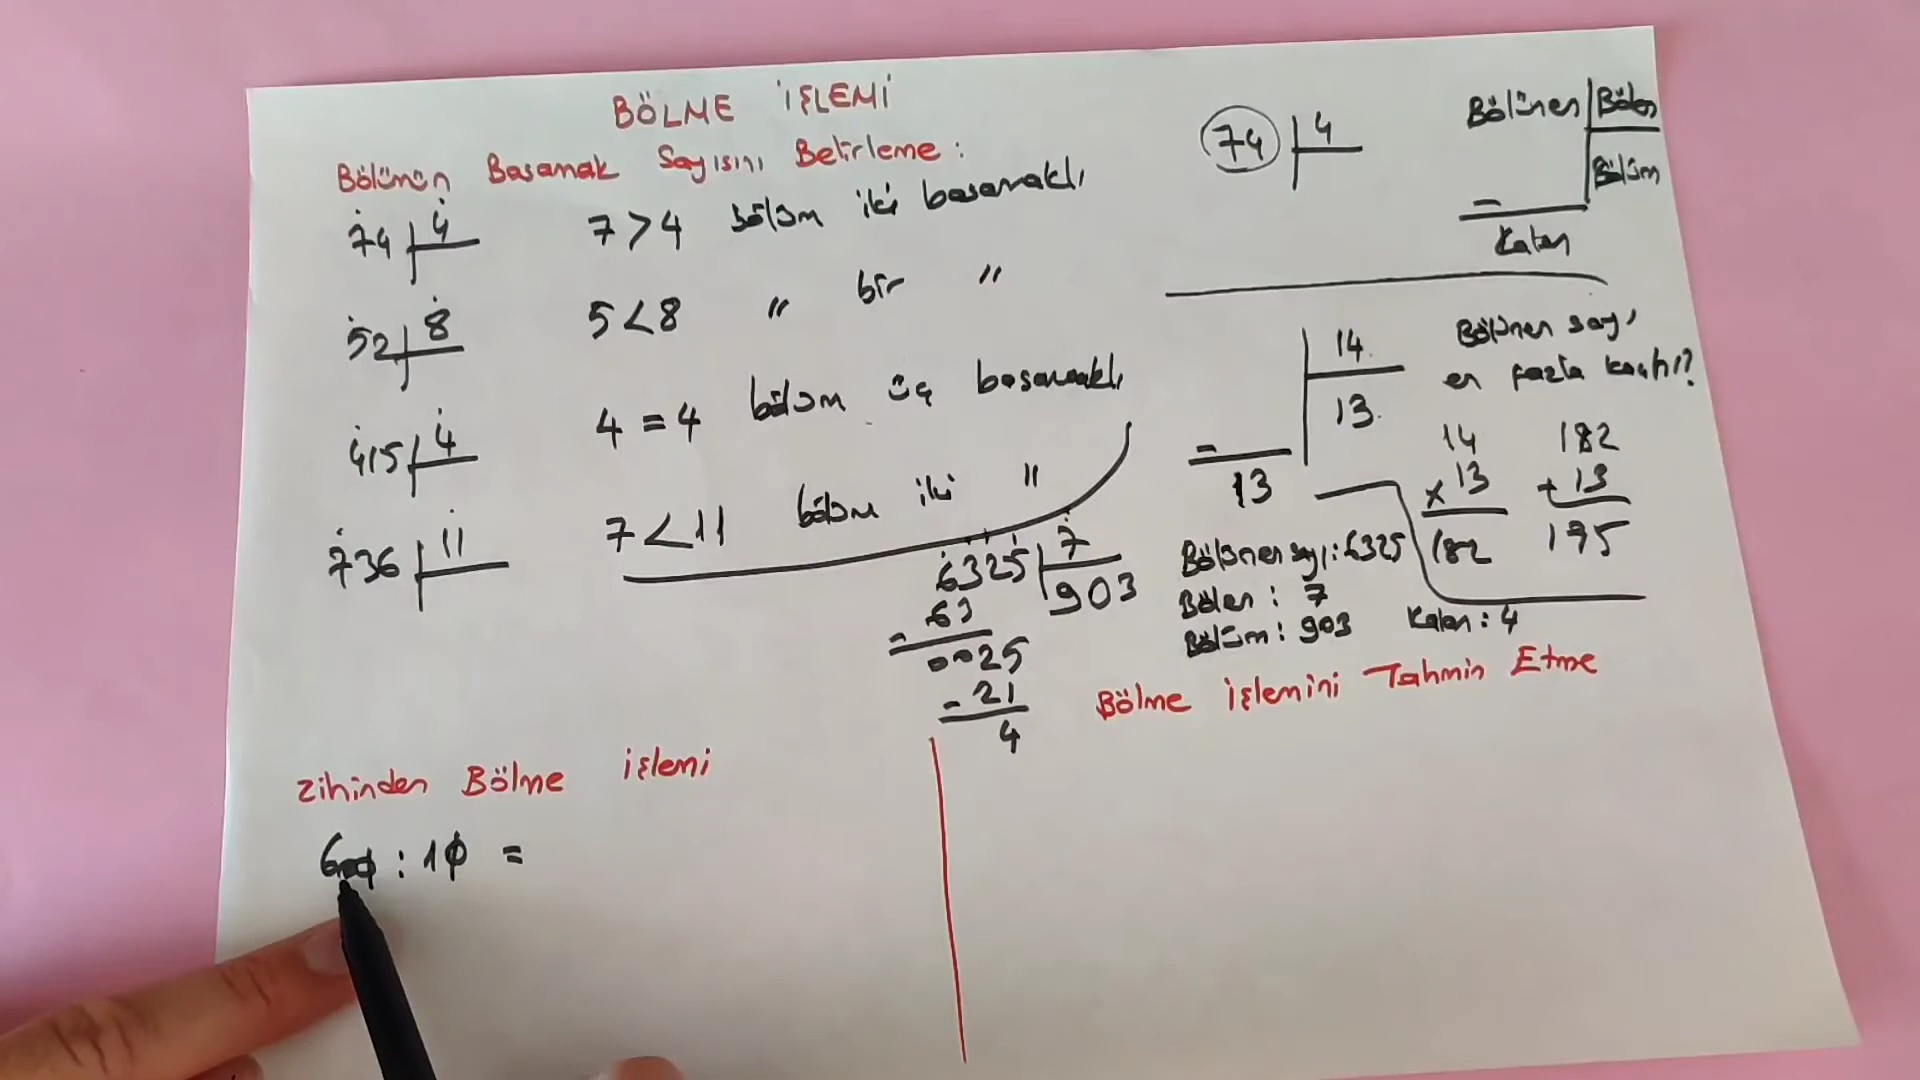 BÖLME İŞLEMİ
Bölümün Basamak Sayısını Belirleme:
74 4 7 > 4 bölüm iki basamaklı
52 8 5 < 8 " bir "
415 4 4 = 4 bölüm üç basamaklı
736 11 7 < 11 bölüm iki "
74 4
Bölünen Bölen
Bölüm
-
Kalan
14
13
-
13
Bölünen sayı
en fazla kaçtır?
14
x 13
182
182
+ 13
195
6325 7
- 63 903
0025
- 21
4
Bölünen sayı: 6325
Bölen: 7
Bölüm: 903 Kalan: 4
Zihinden Bölme işlemi
600 : 10 =
Bölme işlemini Tahmin Etme